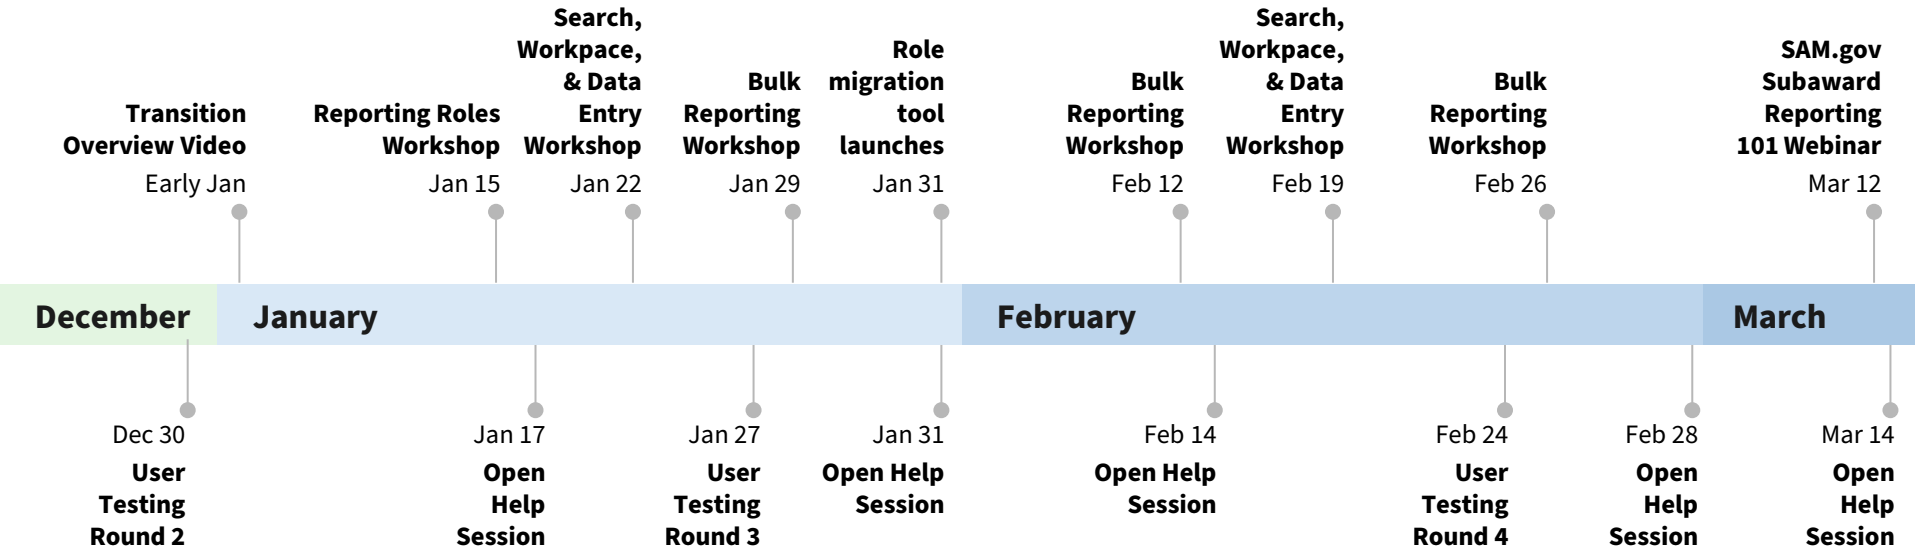 Transition
Overview Video
Early Jan
Reporting Roles
Workshop
Jan 15
Search,
Workpace,
& Data
Entry
Workshop
Jan 22
Bulk
Reporting
Workshop
Jan 29
Role
migration
tool
launches
Jan 31
Bulk
Reporting
Workshop
Feb 12
Search,
Workpace,
& Data
Entry
Workshop
Feb 19
Bulk
Reporting
Workshop
Feb 26
SAM.gov
Subaward
Reporting
101 Webinar
Mar 12
December
January
February
March
Dec 30
User
Testing
Round 2
Jan 17
Open
Help
Session
Jan 27
User
Testing
Round 3
Jan 31
Open Help
Session
Feb 14
Open Help
Session
Feb 24
User
Testing
Round 4
Feb 28
Open
Help
Session
Mar 14
Open
Help
Session